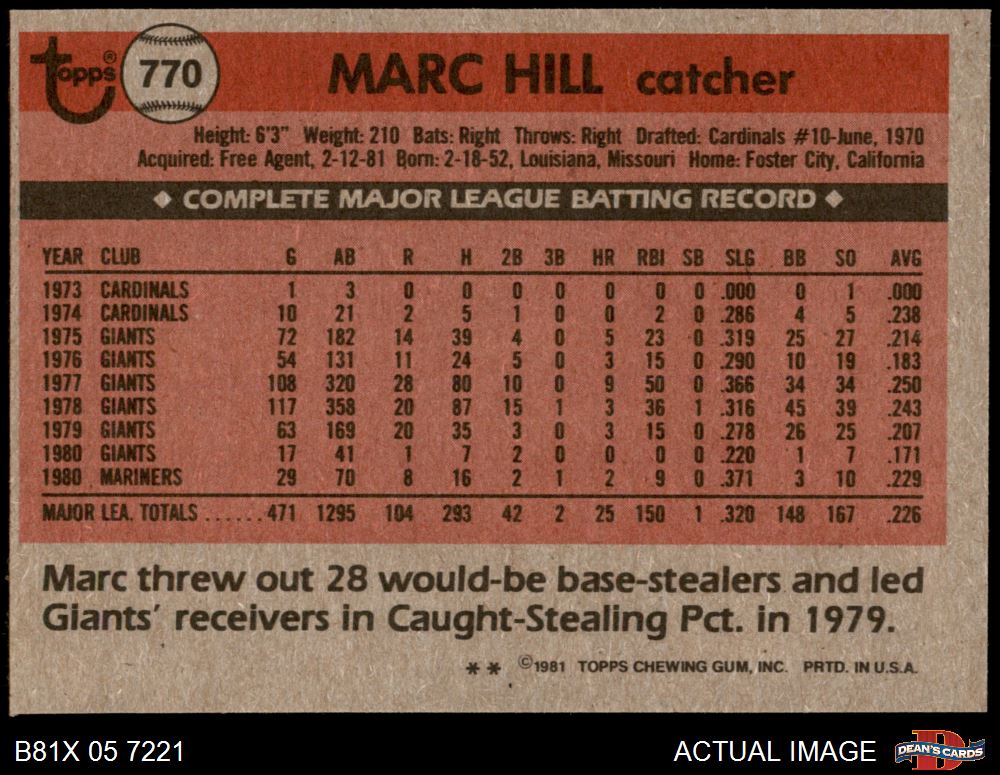 Topps® 770 MARC HILL catcher
Height: 6'3" Weight: 210 Bats: Right Throws: Right Drafted: Cardinals #10-June, 1970
Acquired: Free Agent, 2-12-81 Born: 2-18-52, Louisiana, Missouri Home: Foster City, California
◆ COMPLETE MAJOR LEAGUE BATTING RECORD ◆
YEAR CLUB G AB R H 2B 3B HR RBI SB SLG BB SO AVG
1973 CARDINALS 1 3 0 0 0 0 0 0 0 .000 0 1 .000
1974 CARDINALS 10 21 2 5 1 0 0 2 0 .286 4 5 .238
1975 GIANTS 72 182 14 39 4 0 5 23 0 .319 25 27 .214
1976 GIANTS 54 131 11 24 5 0 3 15 0 .290 10 19 .183
1977 GIANTS 108 320 28 80 10 0 9 50 0 .366 34 34 .250
1978 GIANTS 117 358 20 87 15 1 3 36 1 .316 45 39 .243
1979 GIANTS 63 169 20 35 3 0 3 15 0 .278 26 25 .207
1980 GIANTS 17 41 1 7 2 0 0 0 0 .220 1 7 .171
1980 MARINERS 29 70 8 16 2 1 2 9 0 .371 3 10 .229
MAJOR LEA. TOTALS ...... 471 1295 104 293 42 2 25 150 1 .320 148 167 .226
Marc threw out 28 would-be base-stealers and led
Giants' receivers in Caught-Stealing Pct. in 1979.
** ©1981 TOPPS CHEWING GUM, INC. PRTD. IN U.S.A.
B81X 05 7221 ACTUAL IMAGE DEAN'S CARDS